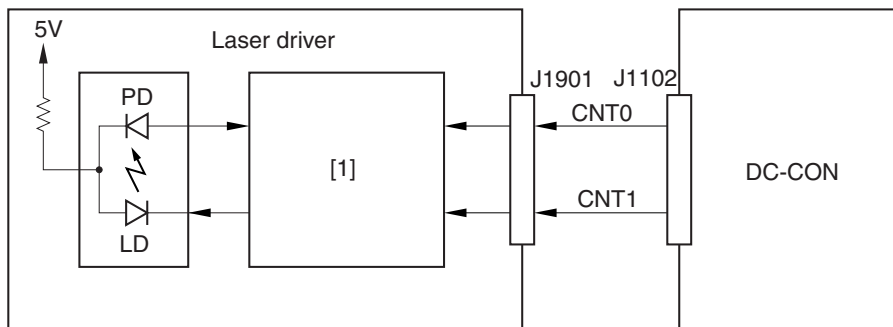 5V
Laser driver
J1901
J1102
PD
CNT0
[1]
DC-CON
CNT1
LD